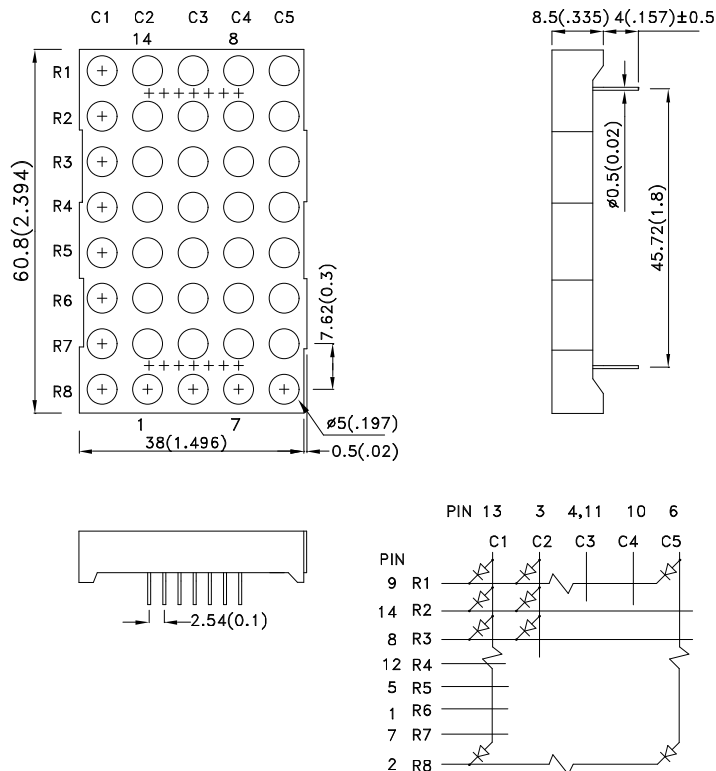 C1 C2 C3 C4 C5
14 8
R1
R2
R3
R4
R5
R6
R7
R8
60.8(2.394)
7.62(0.3)
1 7
ø5(.197)
38(1.496)
0.5(.02)
8.5(.335) 4(.157)±0.5
ø0.5(0.02)
45.72(1.8)
2.54(0.1)
PIN 13 3 4,11 10 6
C1 C2 C3 C4 C5
PIN
9 R1
14 R2
8 R3
12 R4
5 R5
1 R6
7 R7
2 R8